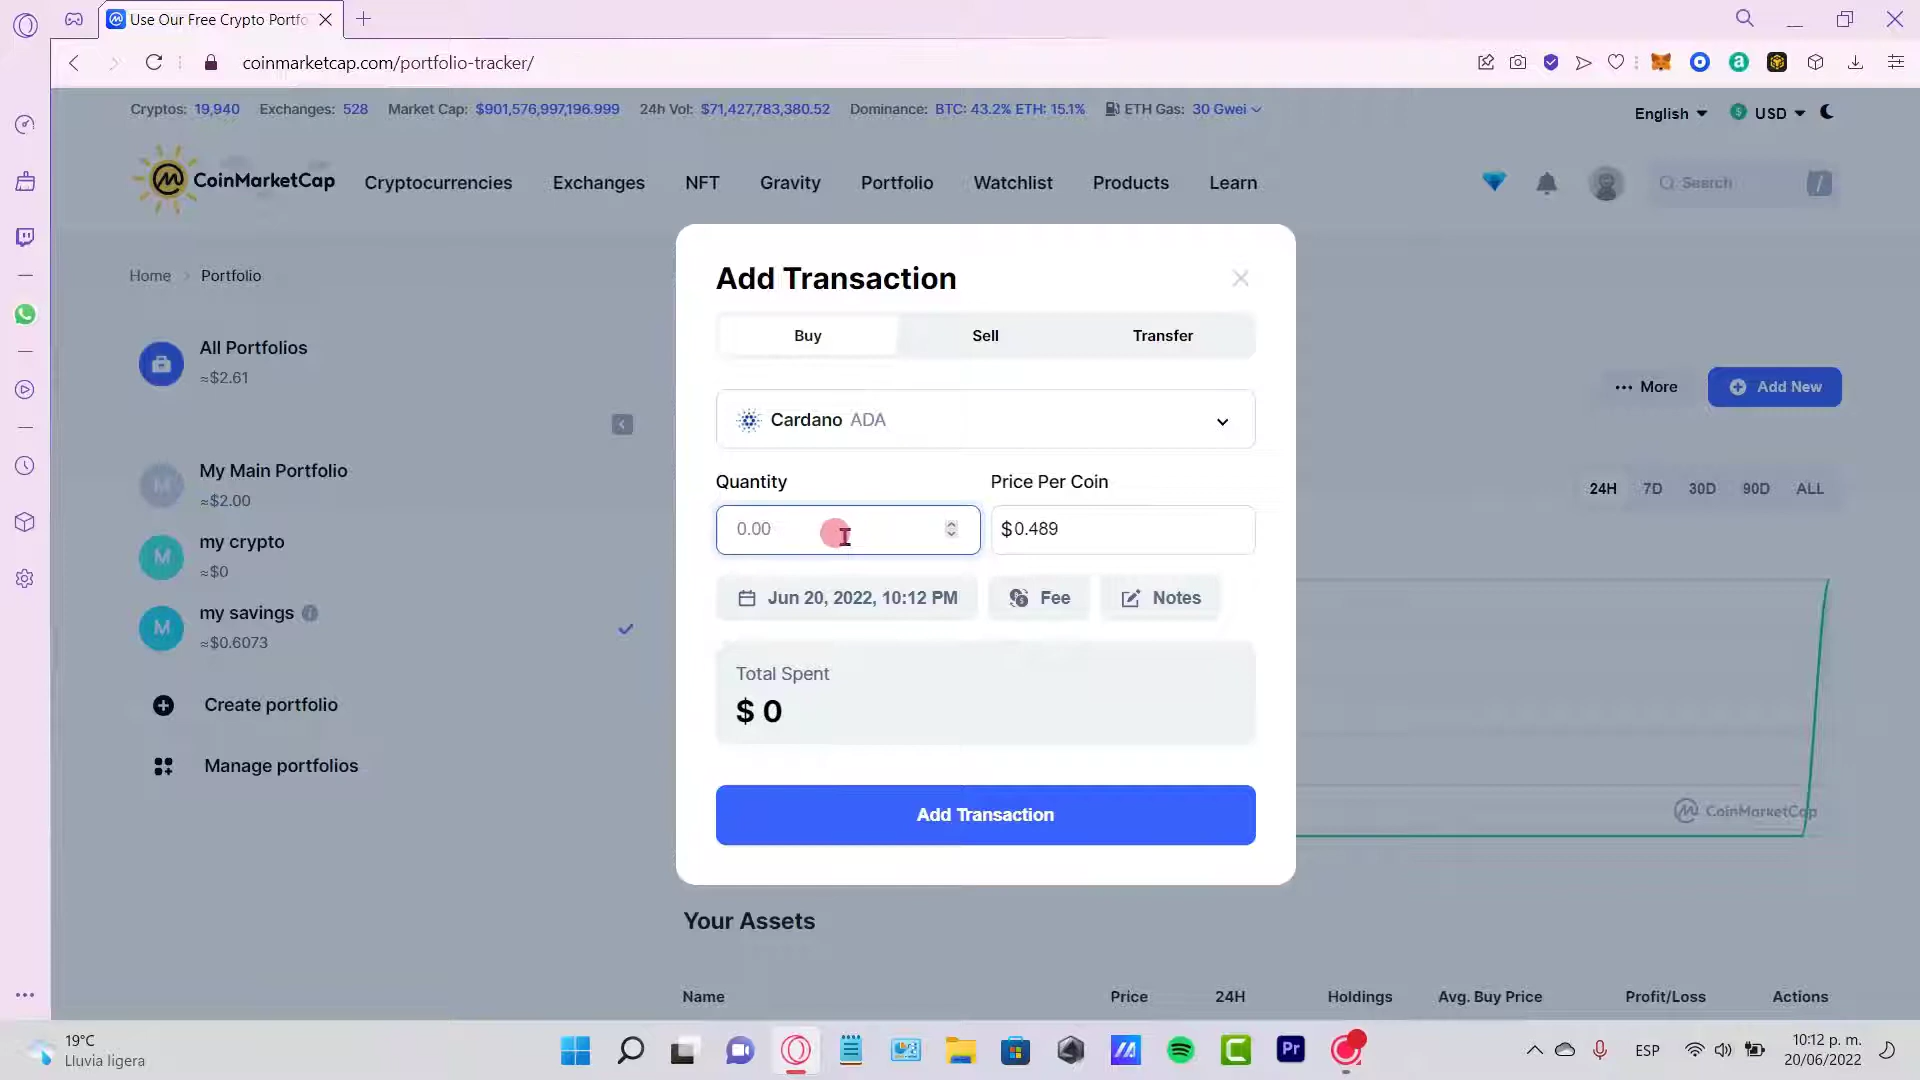 Use Our Free Crypto Portfo
coinmarketcap.com/portfolio-tracker/
Cryptos: 19,940 Exchanges: 528 Market Cap: $901,576,997,196.999 24h Vol: $71,427,783,380.52 Dominance: BTC: 43.2% ETH: 15.1% ETH Gas: 30 Gwei
English USD
CoinMarketCap Cryptocurrencies Exchanges NFT Gravity Portfolio Watchlist Products Learn Search /
Home Portfolio
All Portfolios
≈$2.61
My Main Portfolio
≈$2.00
my crypto
≈$0
my savings
≈$0.6073
Create portfolio
Manage portfolios
More Add New
24H 7D 30D 90D ALL
Add Transaction
Buy Sell Transfer
Cardano ADA
Quantity Price Per Coin
0.00 $0.489
Jun 20, 2022, 10:12 PM Fee Notes
Total Spent
$ 0
Add Transaction
CoinMarketCap
Your Assets
Name Price 24H Holdings Avg. Buy Price Profit/Loss Actions
19°C
Lluvia ligera
Pr
ESP
10:12 p. m.
20/06/2022